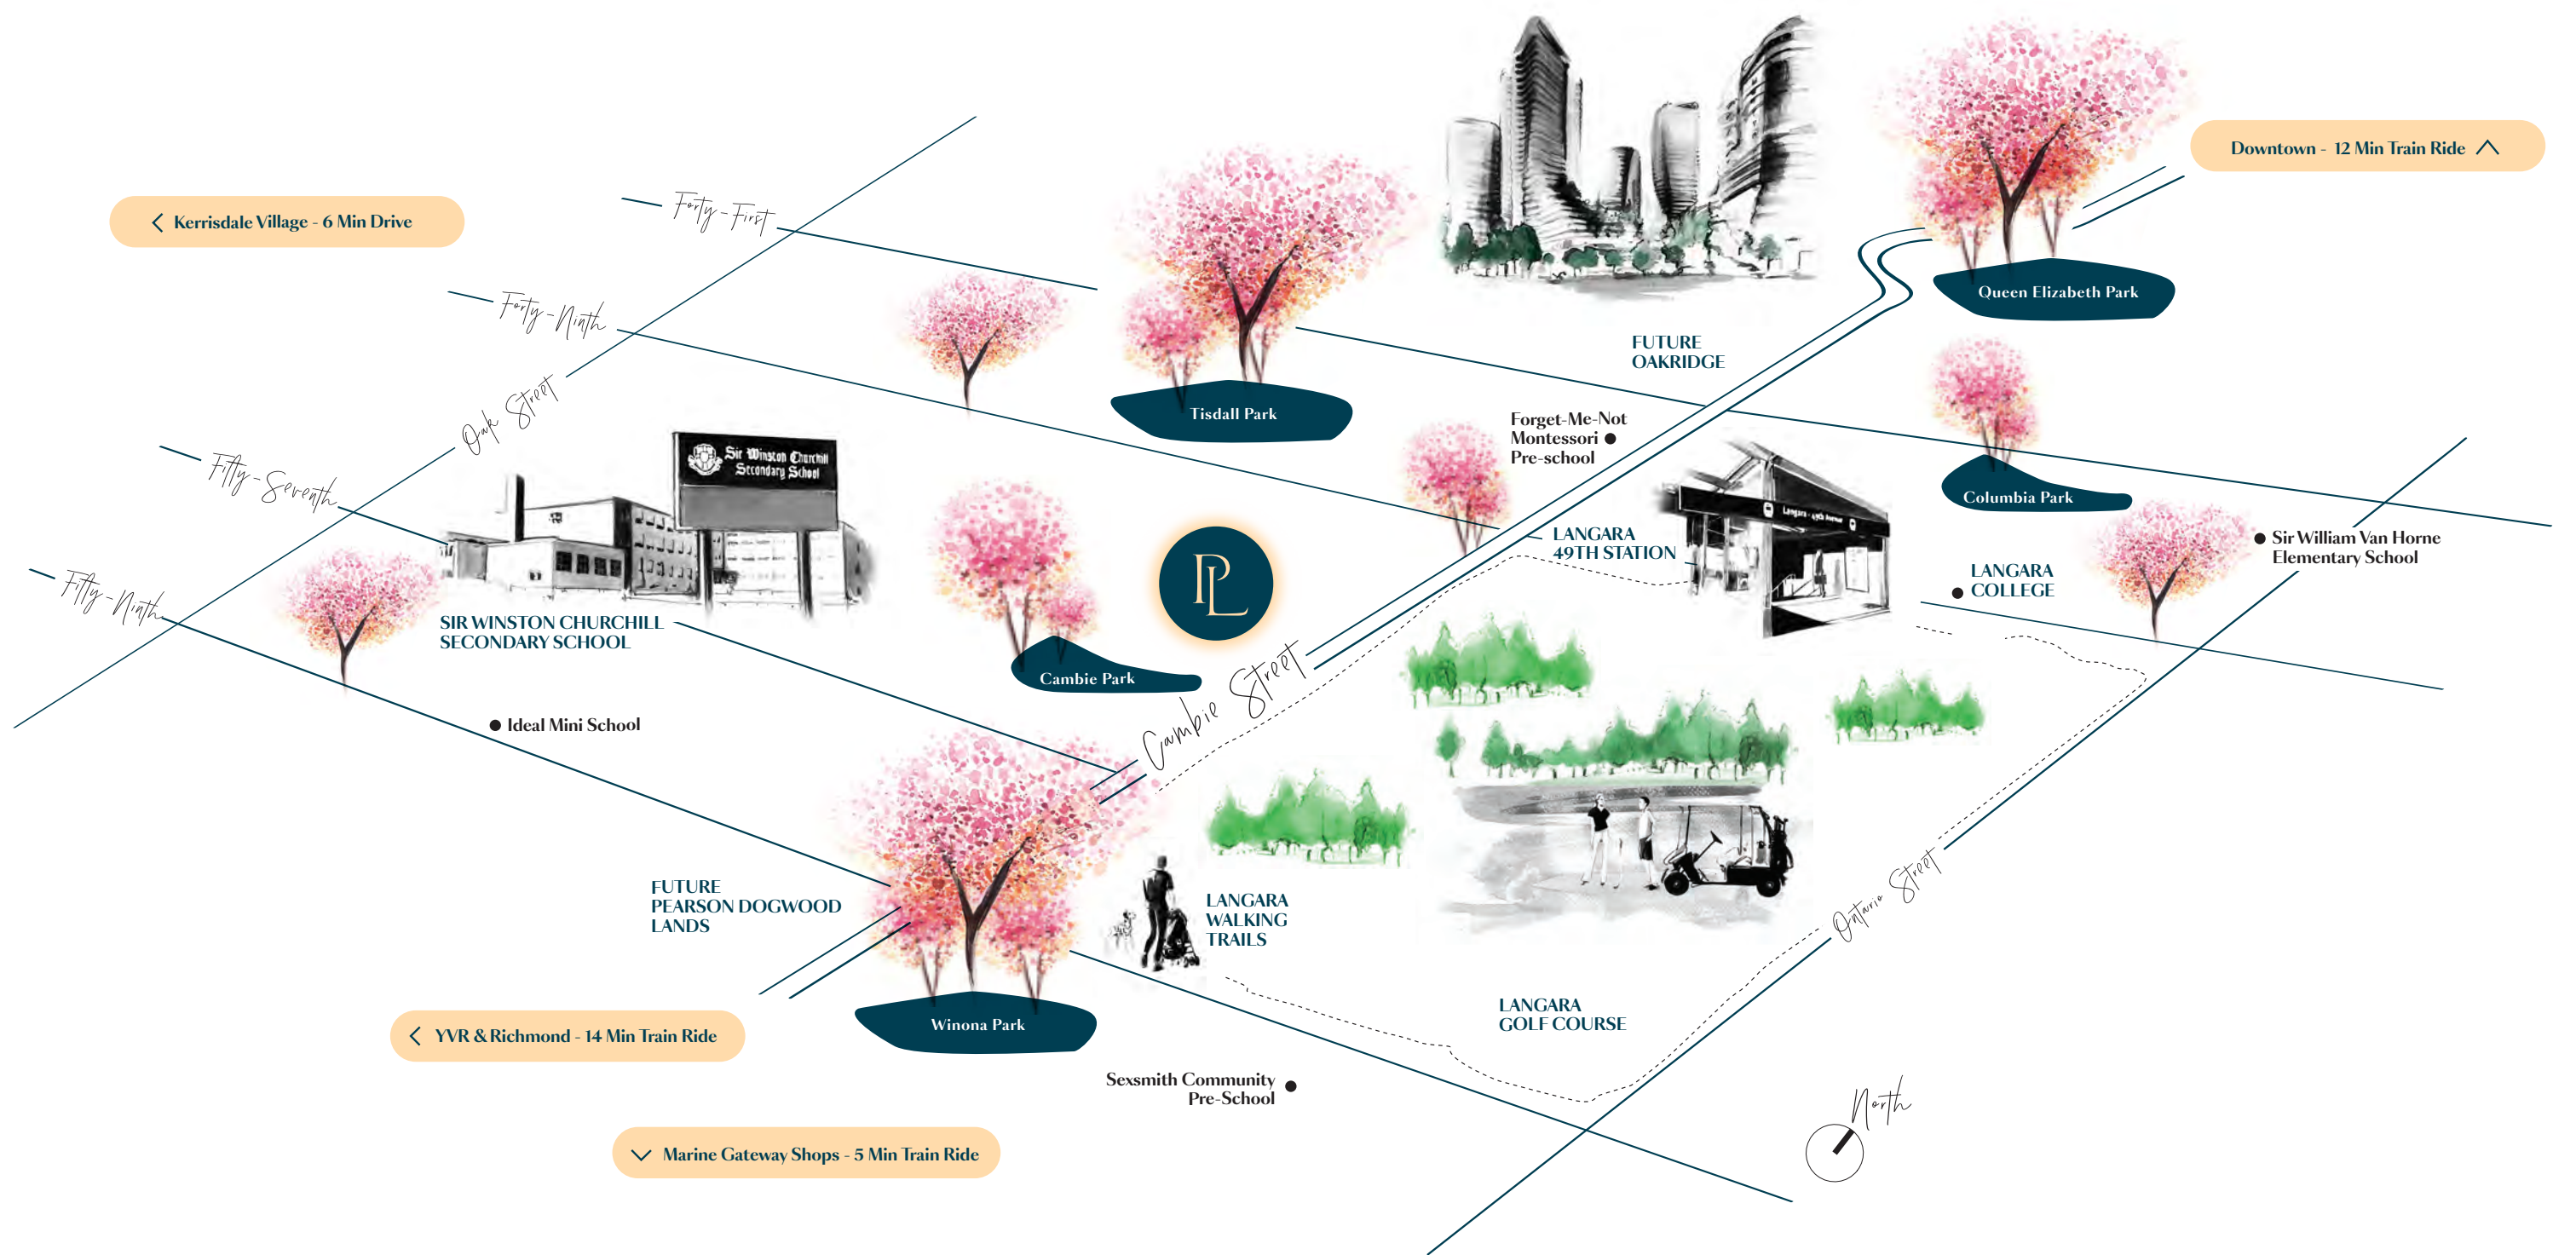 Downtown - 12 Min Train Ride
Kerrisdale Village - 6 Min Drive
Forty-First
Queen Elizabeth Park
Forty-Ninth
FUTURE
OAKRIDGE
Tisdall Park
Forget-Me-Not
Montessori
Pre-school
Oak Street
Sir Winston Churchill
Secondary School
Fifty-Seventh
Columbia Park
Langara - 49th Avenue
LANGARA
49TH STATION
Sir William Van Horne
Elementary School
LANGARA
COLLEGE
PL
Fifty-Ninth
SIR WINSTON CHURCHILL
SECONDARY SCHOOL
Cambie Park
Cambie Street
Ideal Mini School
FUTURE
PEARSON DOGWOOD
LANDS
LANGARA
WALKING
TRAILS
Ontario Street
LANGARA
GOLF COURSE
Winona Park
YVR & Richmond - 14 Min Train Ride
Sexsmith Community
Pre-School
North
Marine Gateway Shops - 5 Min Train Ride